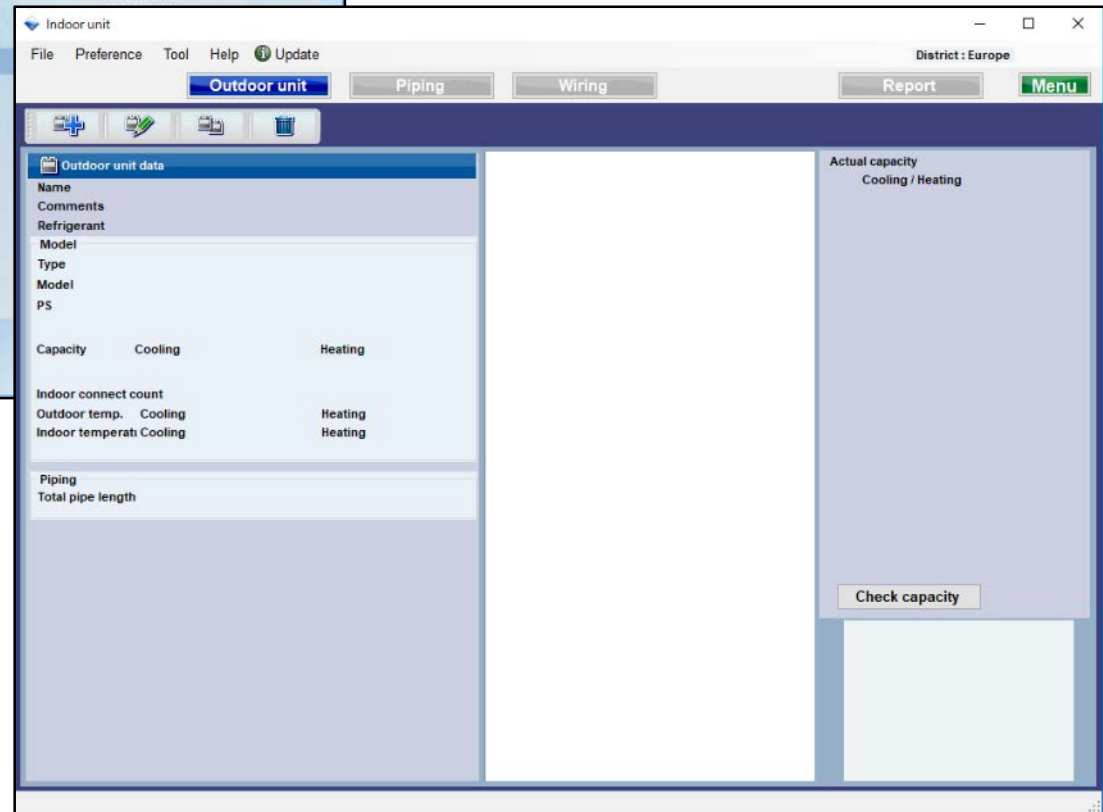 Indoor unit
File Preference Tool Help Update
District : Europe
Outdoor unit Piping Wiring Report Menu
Outdoor unit data
Name
Comments
Refrigerant
Model
Type
Model
PS
Capacity Cooling Heating
Indoor connect count
Outdoor temp. Cooling Heating
Indoor temperati Cooling Heating
Piping
Total pipe length
Actual capacity
Cooling / Heating
Check capacity